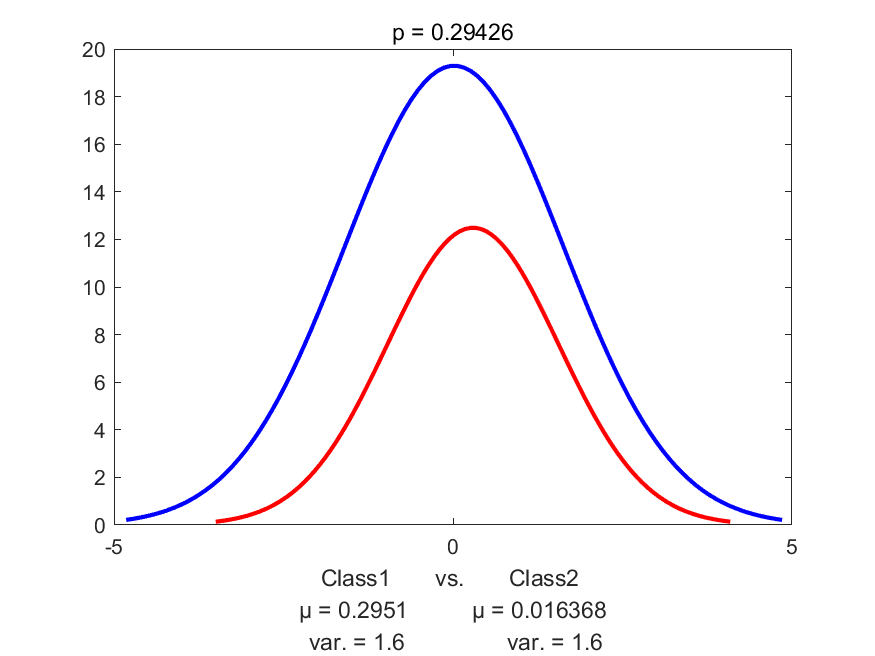 p = 0.29426
20
18
16
14
12
10
8
6
4
2
0
-5 0 5
Class1 vs. Class2
μ = 0.2951 μ = 0.016368
var. = 1.6 var. = 1.6